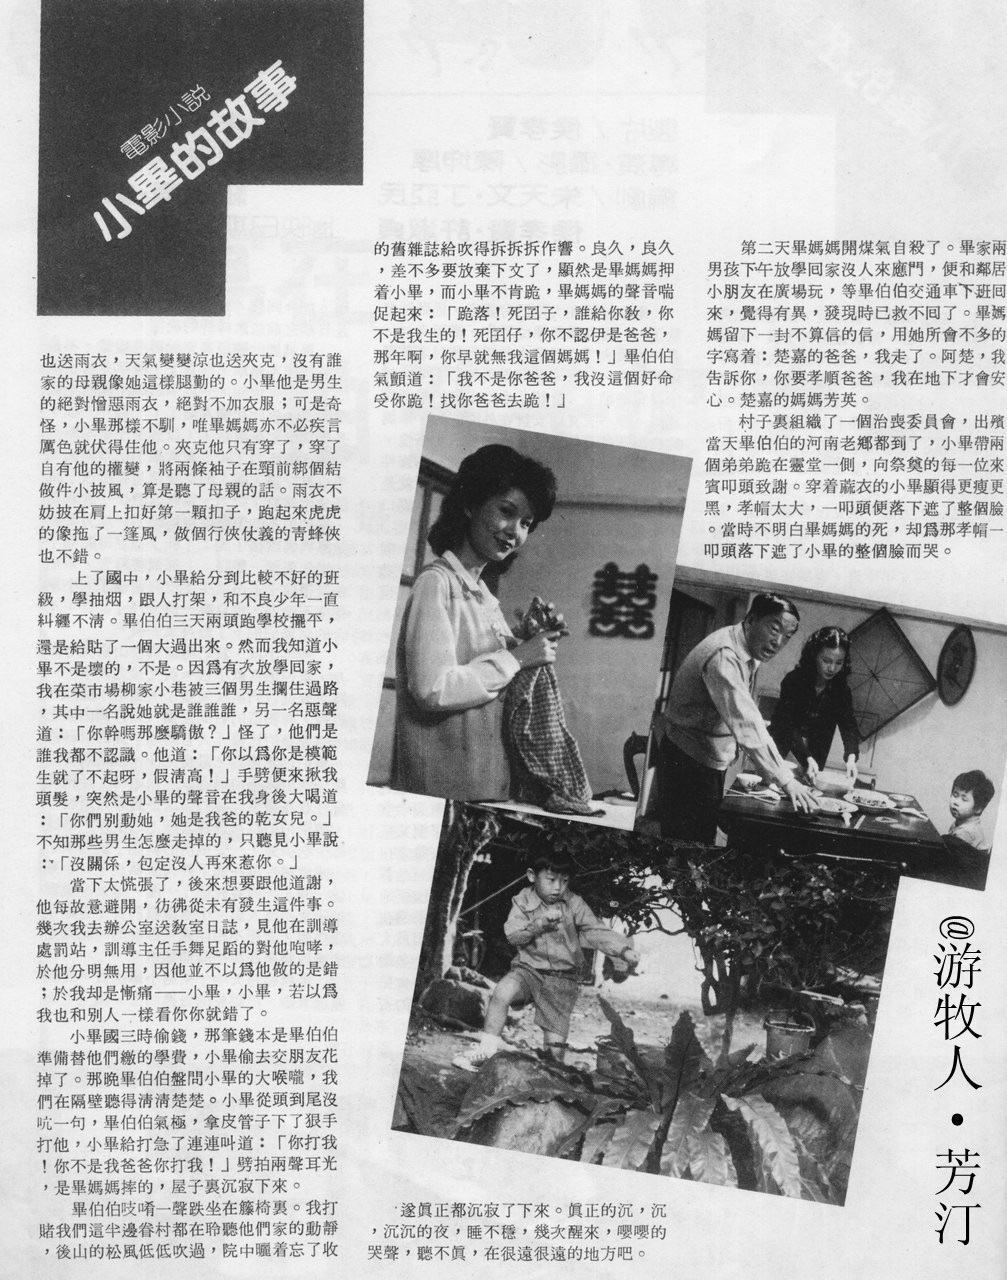 電影小說
小畢的故事
也送雨衣，天氣變變涼也送夾克，沒有誰
家的母親像她這樣腿勤的。小畢他是男生
的絕對憎惡雨衣，絕對不加衣服；可是奇
怪，小畢那樣不馴，唯畢媽媽亦不必疾言
厲色就伏得住他。夾克他只有穿了，穿了
自有他的權變，將兩條袖子在頸前綁個結
做件小披風，算是聽了母親的話。雨衣不
妨披在肩上扣好第一顆扣子，跑起來虎虎
的像拖了一篷風，做個行俠仗義的青蜂俠
也不錯。
上了國中，小畢給分到比較不好的班
級，學抽烟，跟人打架，和不良少年一直
糾纏不清。畢伯伯三天兩頭跑學校擺平，
還是給貼了一個大過出來。然而我知道小
畢不是壞的，不是。因爲有次放學回家，
我在菜市場柳家小巷被三個男生攔住過路
，其中一名說她就是誰誰誰，另一名惡聲
道：「你幹嗎那麼驕傲？」怪了，他們是
誰我都不認識。他道：「你以爲你是模範
生就了不起呀，假清高！」手劈便來揪我
頭髮，突然是小畢的聲音在我身後大喝道
：「你們別動她，她是我爸的乾女兒。」
不知那些男生怎麼走掉的，只聽見小畢說
：「沒關係，包定沒人再來惹你。」
當下太慌張了，後來想要跟他道謝，
他每故意避開，彷彿從未有發生這件事。
幾次我去辦公室送敎室日誌，見他在訓導
處罰站，訓導主任手舞足蹈的對他咆哮，
於他分明無用，因他並不以爲他做的是錯
；於我却是慚痛——小畢，小畢，若以爲
我也和別人一樣看你你就錯了。
小畢國三時偷錢，那筆錢本是畢伯伯
準備替他們繳的學費，小畢偷去交朋友花
掉了。那晚畢伯伯盤問小畢的大喉嚨，我
們在隔壁聽得清清楚楚。小畢從頭到尾沒
吭一句，畢伯伯氣極，拿皮管子下了狠手
打他，小畢給打急了連連叫道：「你打我
！你不是我爸爸你打我！」劈拍兩聲耳光
，是畢媽媽摔的，屋子裏沉寂下來。
畢伯伯吱唷一聲跌坐在籐椅裏。我打
賭我們這半邊眷村都在聆聽他們家的動靜
，後山的松風低低吹過，院中曬着忘了收
的舊雜誌給吹得拆拆拆作響。良久，良久
，差不多要放棄下文了，顯然是畢媽媽押
着小畢，而小畢不肯跪，畢媽媽的聲音喘
促起來：「跪落！死囝子，誰給你敎，你
不是我生的！死囝仔，你不認伊是爸爸，
那年啊，你早就無我這個媽媽！」畢伯伯
氣顫道：「我不是你爸爸，我沒這個好命
受你跪！找你爸爸去跪！」
囍
遂眞正都沉寂了下來。眞正的沉，沉
，沉沉的夜，睡不穩，幾次醒來，嚶嚶的
哭聲，聽不眞，在很遠很遠的地方吧。
第二天畢媽媽開煤氣自殺了。畢家兩
男孩下午放學回家沒人來應門，便和鄰居
小朋友在廣場玩，等畢伯伯交通車下班回
來，覺得有異，發現時已救不回了。畢媽
媽留下一封不算信的信，用她所會不多的
字寫着：楚嘉的爸爸，我走了。阿楚，我
告訴你，你要孝順爸爸，我在地下才會安
心。楚嘉的媽媽芳英。
村子裏組織了一個治喪委員會，出殯
當天畢伯伯的河南老鄉都到了，小畢帶兩
個弟弟跪在靈堂一側，向祭奠的每一位來
賓叩頭致謝。穿着蔴衣的小畢顯得更瘦更
黑，孝帽太大，一叩頭便落下遮了整個臉
。當時不明白畢媽媽的死，却爲那孝帽一
叩頭落下遮了小畢的整個臉而哭。
@游牧人·芳汀